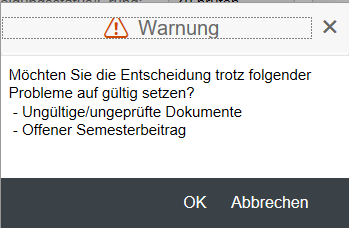 Warnung
Möchten Sie die Entscheidung trotz folgender
Probleme auf gültig setzen?
- Ungültige/ungeprüfte Dokumente
- Offener Semesterbeitrag
OK Abbrechen